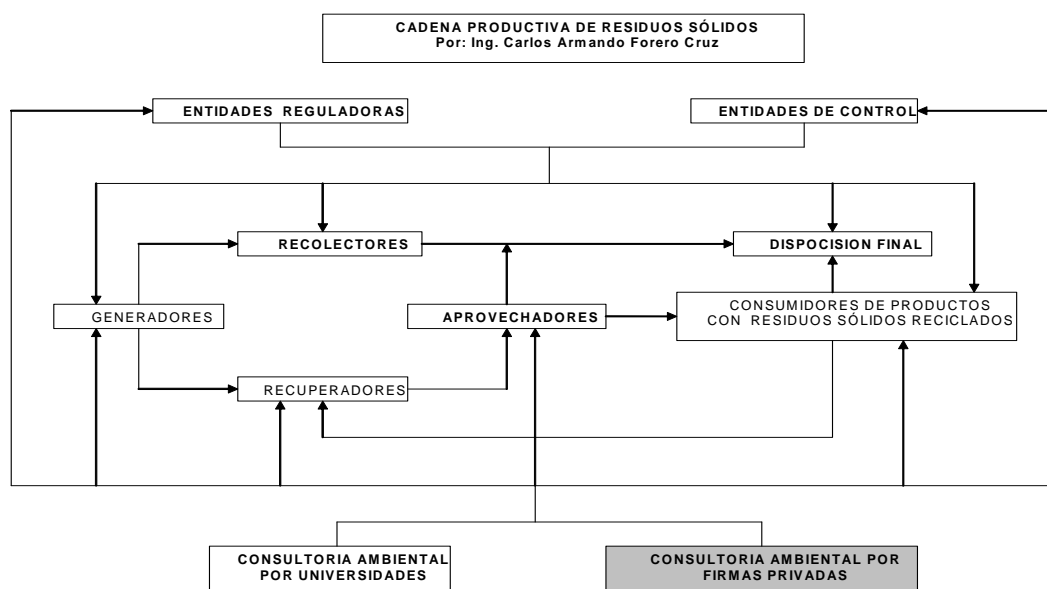 CADENA PRODUCTIVA DE RESIDUOS SÓLIDOS
Por: Ing. Carlos Armando Forero Cruz
ENTIDADES REGULADORAS
ENTIDADES DE CONTROL
RECOLECTORES
DISPOCISION FINAL
GENERADORES
APROVECHADORES
CONSUMIDORES DE PRODUCTOS
CON RESIDUOS SÓLIDOS RECICLADOS
RECUPERADORES
CONSULTORIA AMBIENTAL
POR UNIVERSIDADES
CONSULTORIA AMBIENTAL POR
FIRMAS PRIVADAS